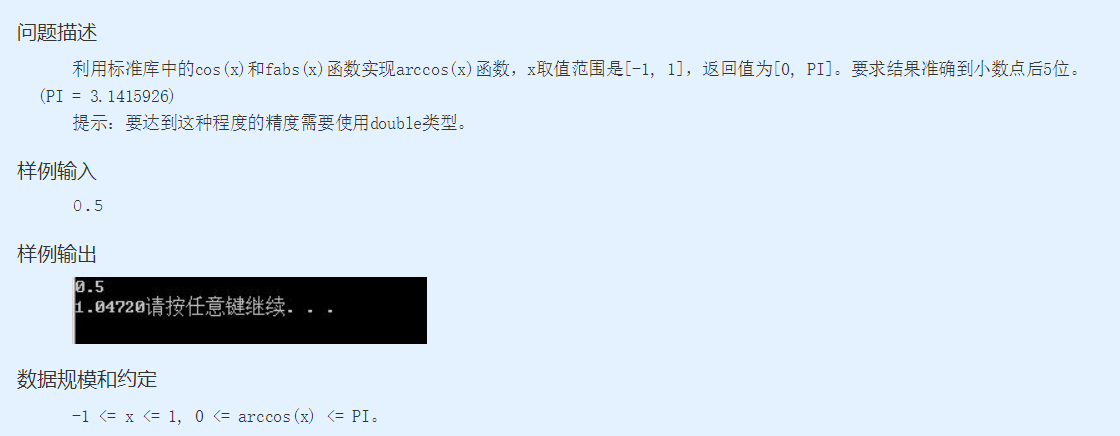 问题描述
利用标准库中的cos(x)和fabs(x)函数实现arccos(x)函数，x取值范围是[-1, 1]，返回值为[0, PI]。要求结果准确到小数点后5位。
(PI = 3.1415926)
提示：要达到这种程度的精度需要使用double类型。
样例输入
0.5
样例输出
0.5
1.04720请按任意键继续. . .
数据规模和约定
-1 <= x <= 1, 0 <= arccos(x) <= PI。